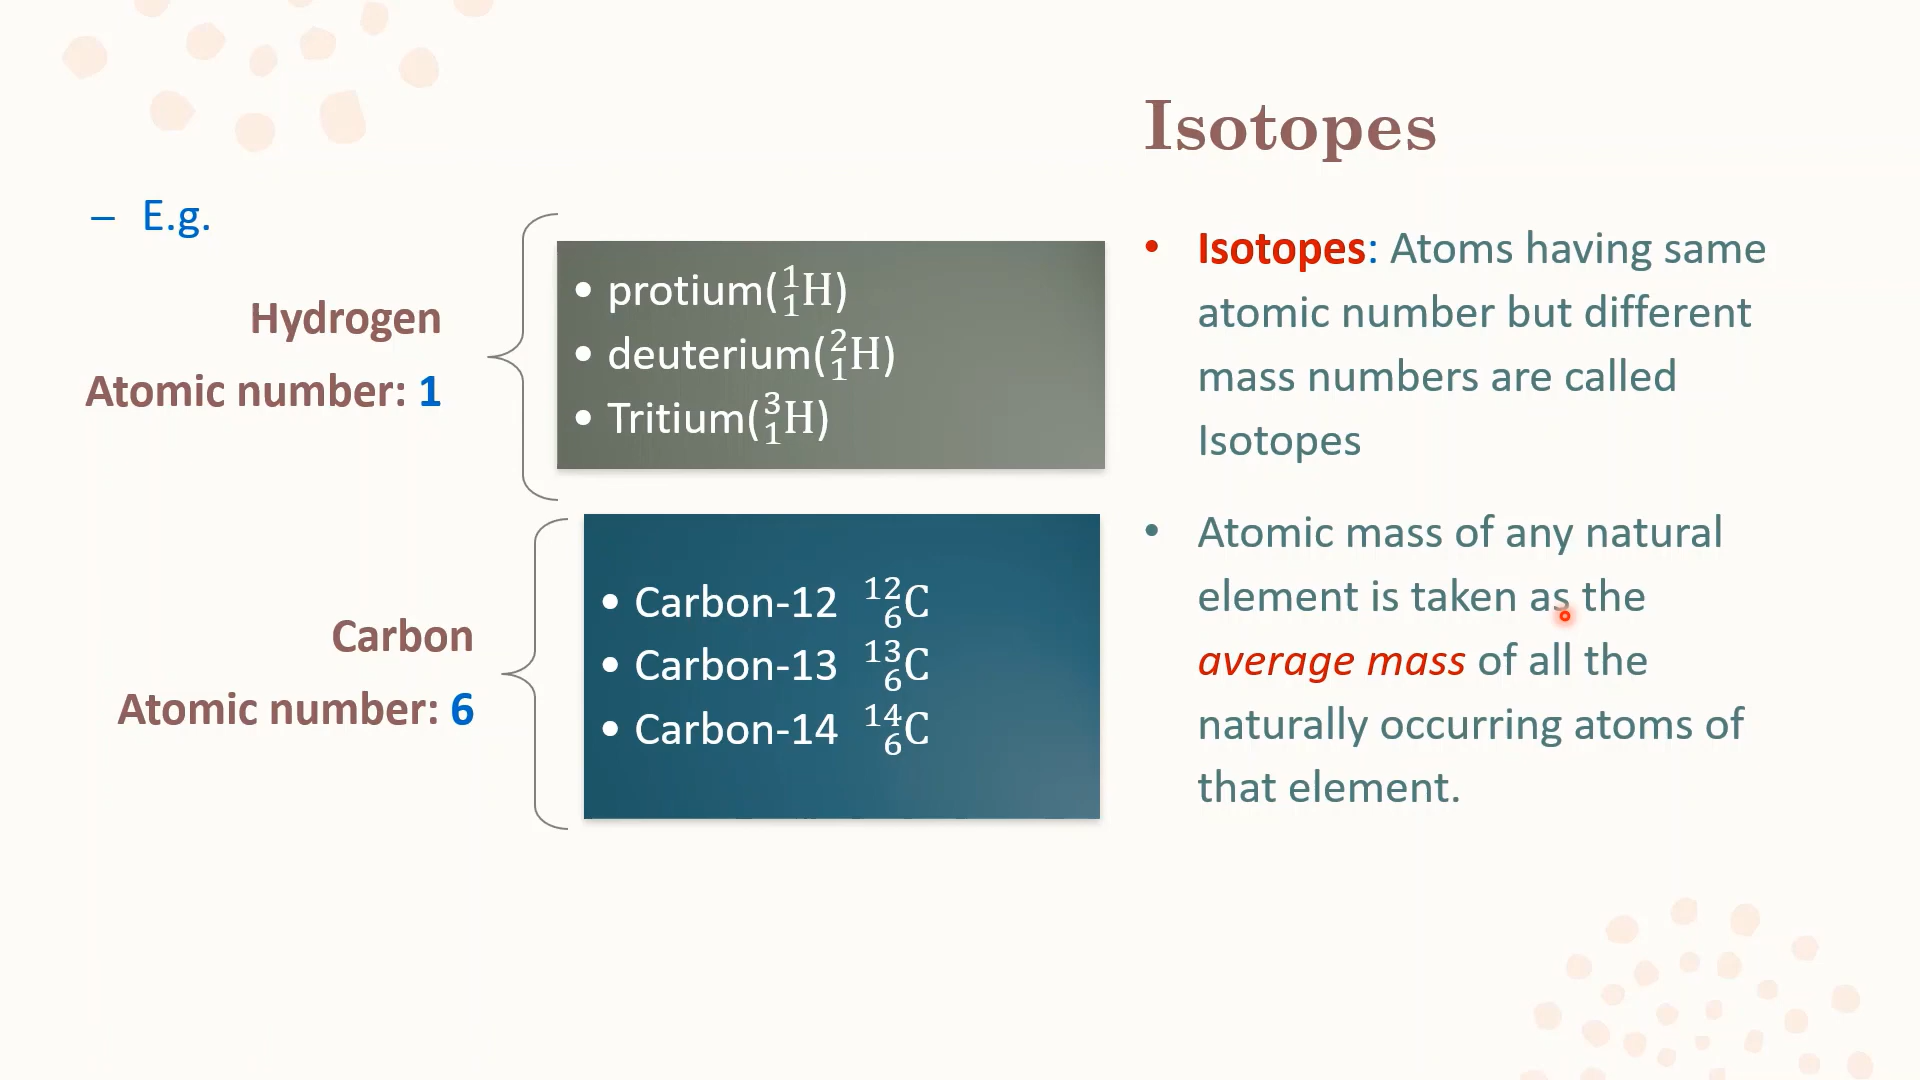 Isotopes
– E.g.
Hydrogen
Atomic number: 1
• protium(¹₁H)
• deuterium(²₁H)
• Tritium(³₁H)
Carbon
Atomic number: 6
• Carbon-12 ¹²₆C
• Carbon-13 ¹³₆C
• Carbon-14 ¹⁴₆C
• Isotopes: Atoms having same
atomic number but different
mass numbers are called
Isotopes
• Atomic mass of any natural
element is taken as the
average mass of all the
naturally occurring atoms of
that element.